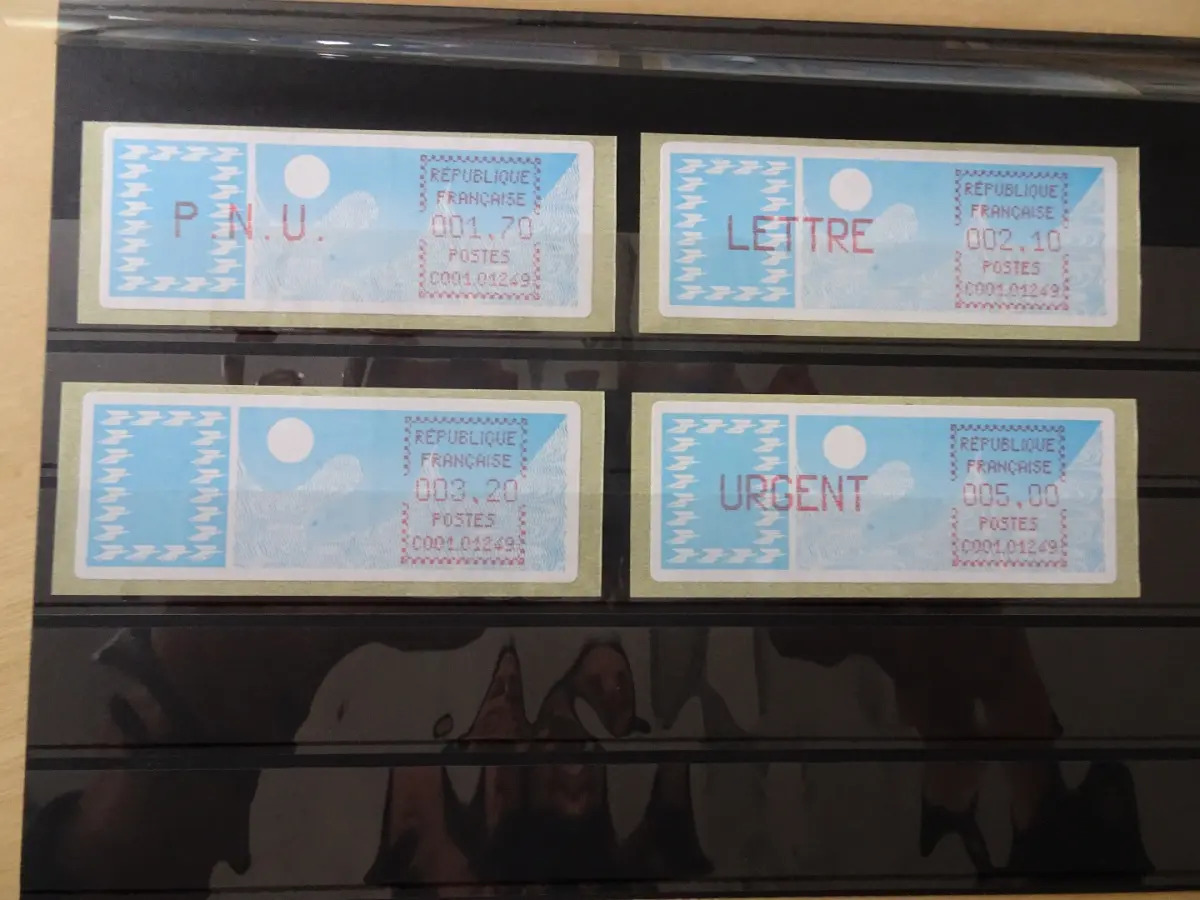 P.N.U.
RÉPUBLIQUE
FRANÇAISE
001,70
POSTES
C001.01249
LETTRE
RÉPUBLIQUE
FRANÇAISE
002,10
POSTES
C001.01249
RÉPUBLIQUE
FRANÇAISE
003,20
POSTES
C001.01249
URGENT
RÉPUBLIQUE
FRANÇAISE
005,00
POSTES
C001.01249